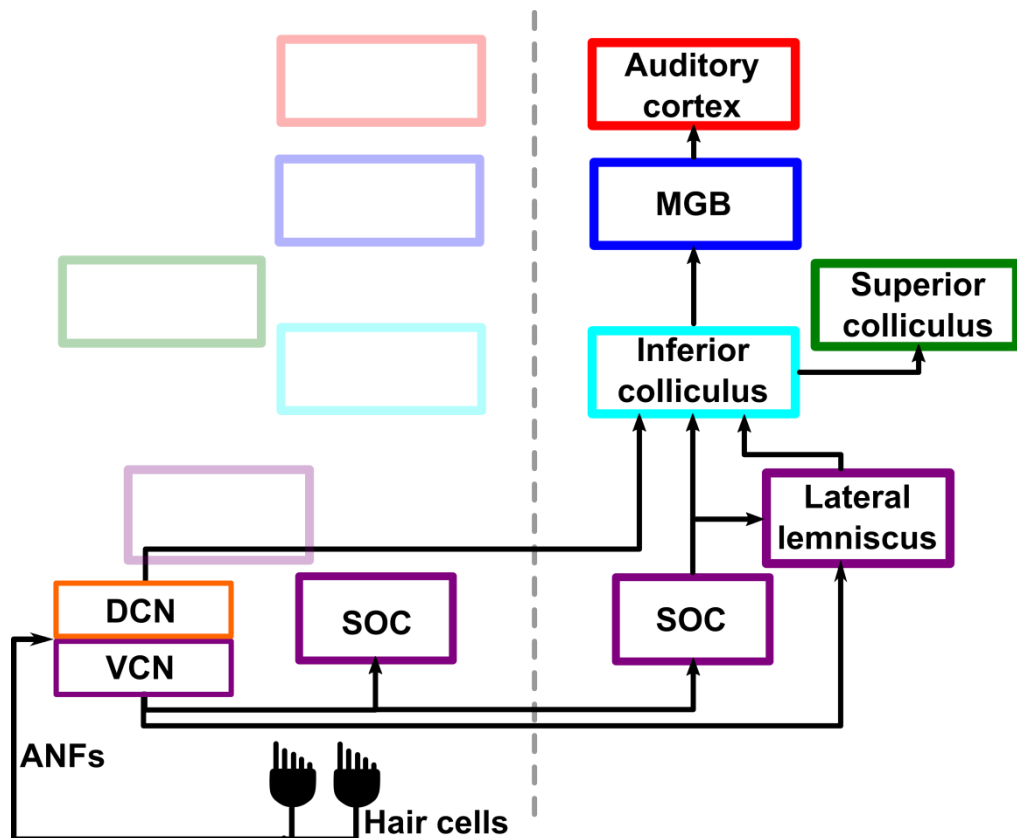 Auditory
cortex
MGB
Superior
colliculus
Inferior
colliculus
Lateral
lemniscus
DCN
SOC
SOC
VCN
ANFs
Hair cells